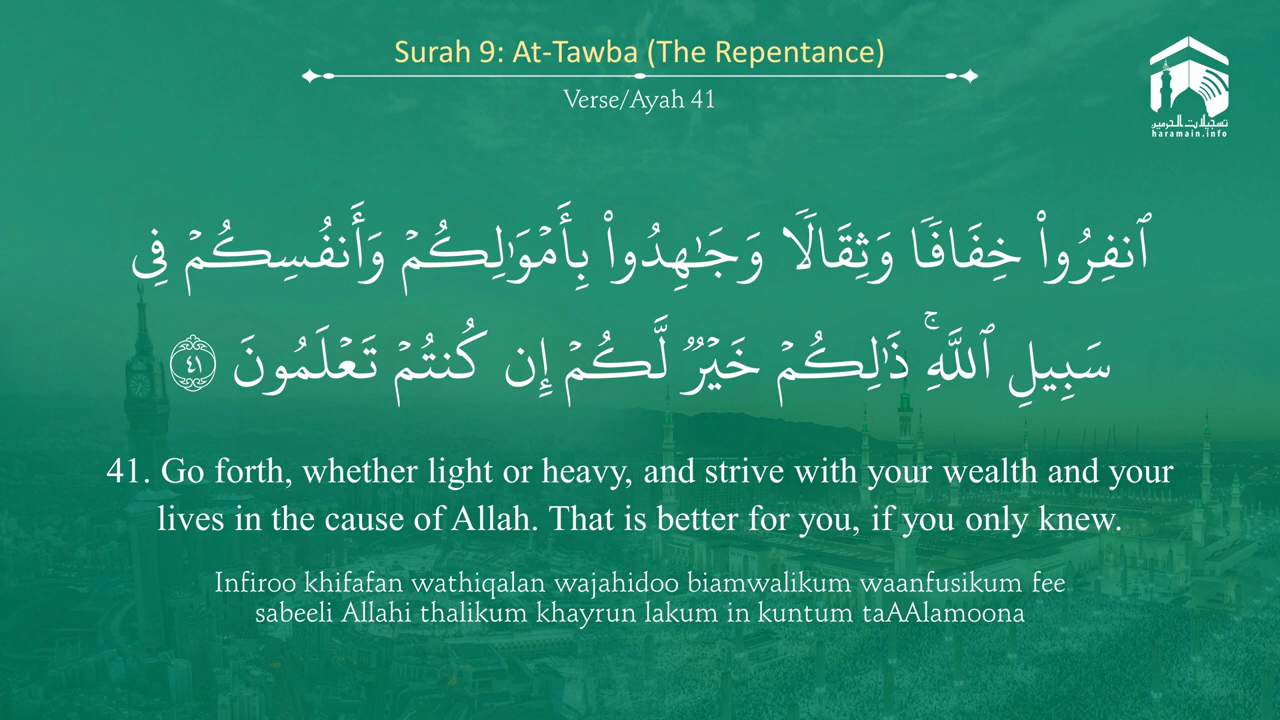 Surah 9: At-Tawba (The Repentance)
Verse/Ayah 41
تسجيلات الحرمين
haramain.info
ٱنفِرُوا۟ خِفَافًا وَثِقَالًا وَجَـٰهِدُوا۟ بِأَمْوَٰلِكُمْ وَأَنفُسِكُمْ فِى
سَبِيلِ ٱللَّهِ ۚ ذَٰلِكُمْ خَيْرٌ لَّكُمْ إِن كُنتُمْ تَعْلَمُونَ ٤١
41. Go forth, whether light or heavy, and strive with your wealth and your
lives in the cause of Allah. That is better for you, if you only knew.
Infiroo khifafan wathiqalan wajahidoo biamwalikum waanfusikum fee
sabeeli Allahi thalikum khayrun lakum in kuntum taAAlamoona